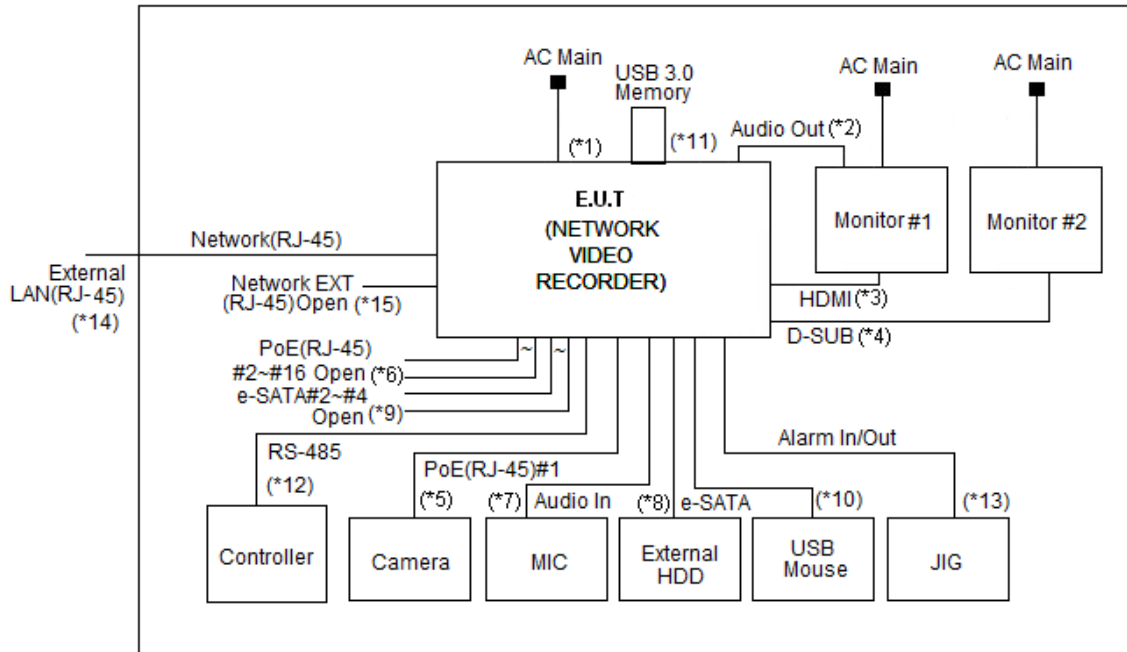 AC Main
USB 3.0
Memory
AC Main
AC Main
(*1)
(*11)
Audio Out (*2)
E.U.T
(NETWORK
VIDEO
RECORDER)
Monitor #1
Monitor #2
Network(RJ-45)
External
LAN(RJ-45)
(*14)
Network EXT
(RJ-45)Open (*15)
HDMI (*3)
D-SUB (*4)
PoE(RJ-45)
#2~#16 Open (*6)
e-SATA#2~#4
Open (*9)
~
~
RS-485
(*12)
PoE(RJ-45)#1
(*5)
(*7) Audio In
(*8) e-SATA
(*10)
Alarm In/Out
(*13)
Controller
Camera
MIC
External
HDD
USB
Mouse
JIG